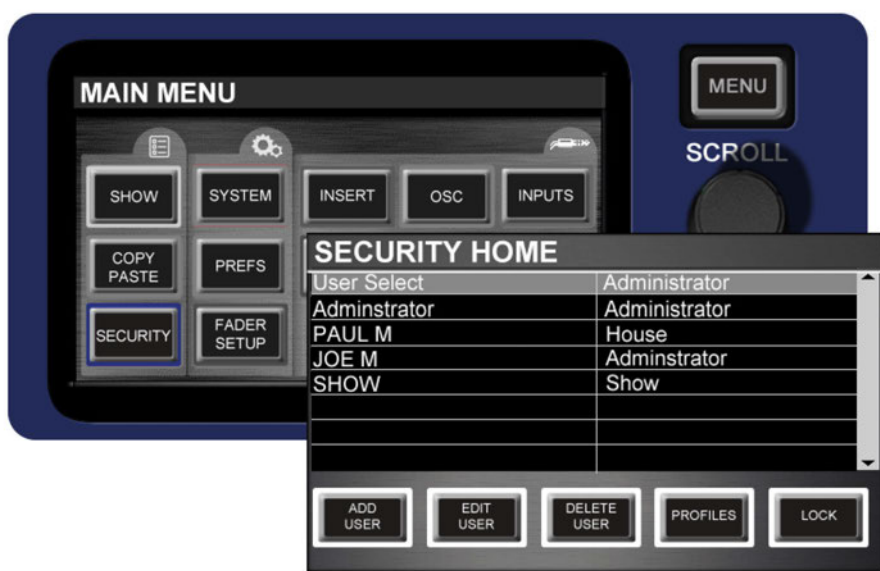 MAIN MENU
MENU
SCROLL
SHOW
SYSTEM
INSERT
OSC
INPUTS
COPY
PASTE
PREFS
SECURITY
FADER
SETUP
SECURITY HOME
User Select Administrator
Adminstrator Administrator
PAUL M House
JOE M Adminstrator
SHOW Show
ADD
USER
EDIT
USER
DELETE
USER
PROFILES
LOCK